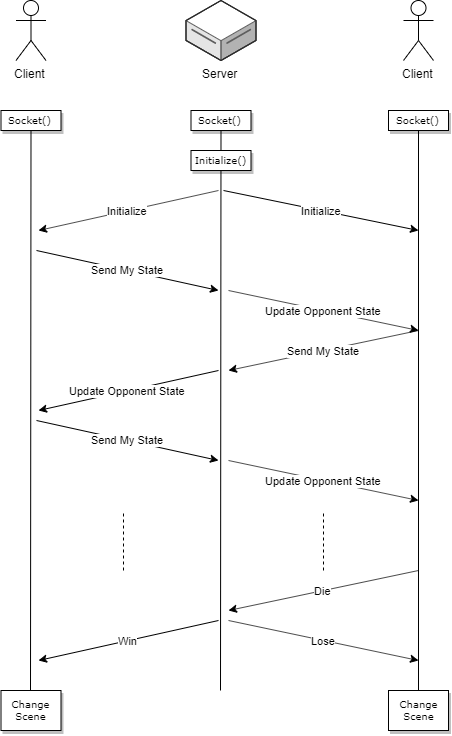 Client
Server
Client
Socket()
Socket()
Socket()
Initialize()
Initialize
Initialize
Send My State
Update Opponent State
Send My State
Update Opponent State
Send My State
Update Opponent State
Die
Win
Lose
Change
Scene
Change
Scene